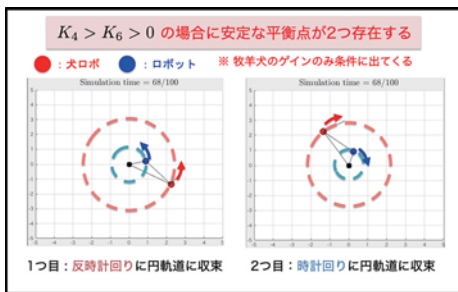 K₄ > K₆ > 0 の場合に安定な平衡点が2つ存在する
：犬ロボ ：ロボット ※ 牧羊犬のゲインのみ条件に出てくる
Simulation time = 68/100 Simulation time = 68/100
1つ目：反時計回りに円軌道に収束 2つ目：時計回りに円軌道に収束